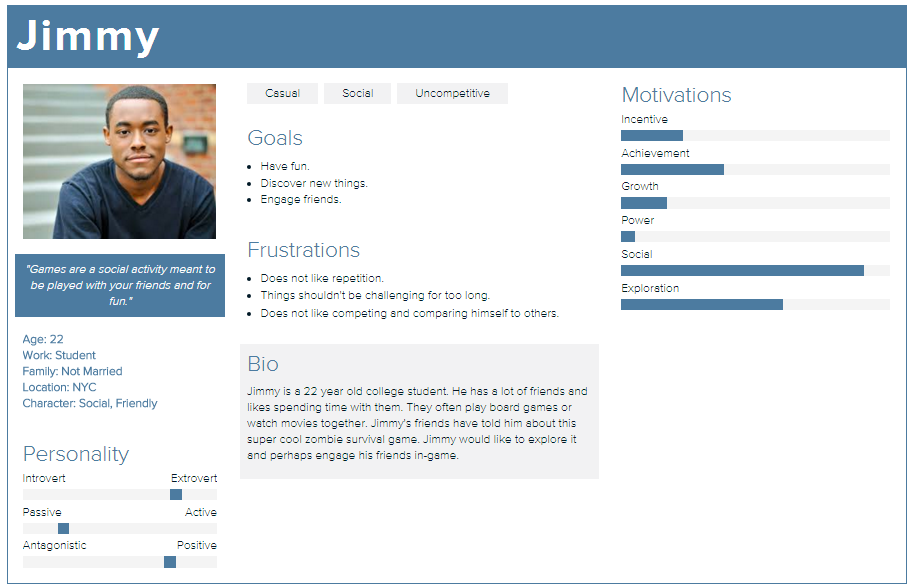 Jimmy
"Games are a social activity meant to
be played with your friends and for
fun."
Age: 22
Work: Student
Family: Not Married
Location: NYC
Character: Social, Friendly
Personality
Introvert Extrovert
Passive Active
Antagonistic Positive
Casual Social Uncompetitive
Goals
Have fun.
Discover new things.
Engage friends.
Frustrations
Does not like repetition.
Things shouldn't be challenging for too long.
Does not like competing and comparing himself to others.
Bio
Jimmy is a 22 year old college student. He has a lot of friends and
likes spending time with them. They often play board games or
watch movies together. Jimmy's friends have told him about this
super cool zombie survival game. Jimmy would like to explore it
and perhaps engage his friends in-game.
Motivations
Incentive
Achievement
Growth
Power
Social
Exploration